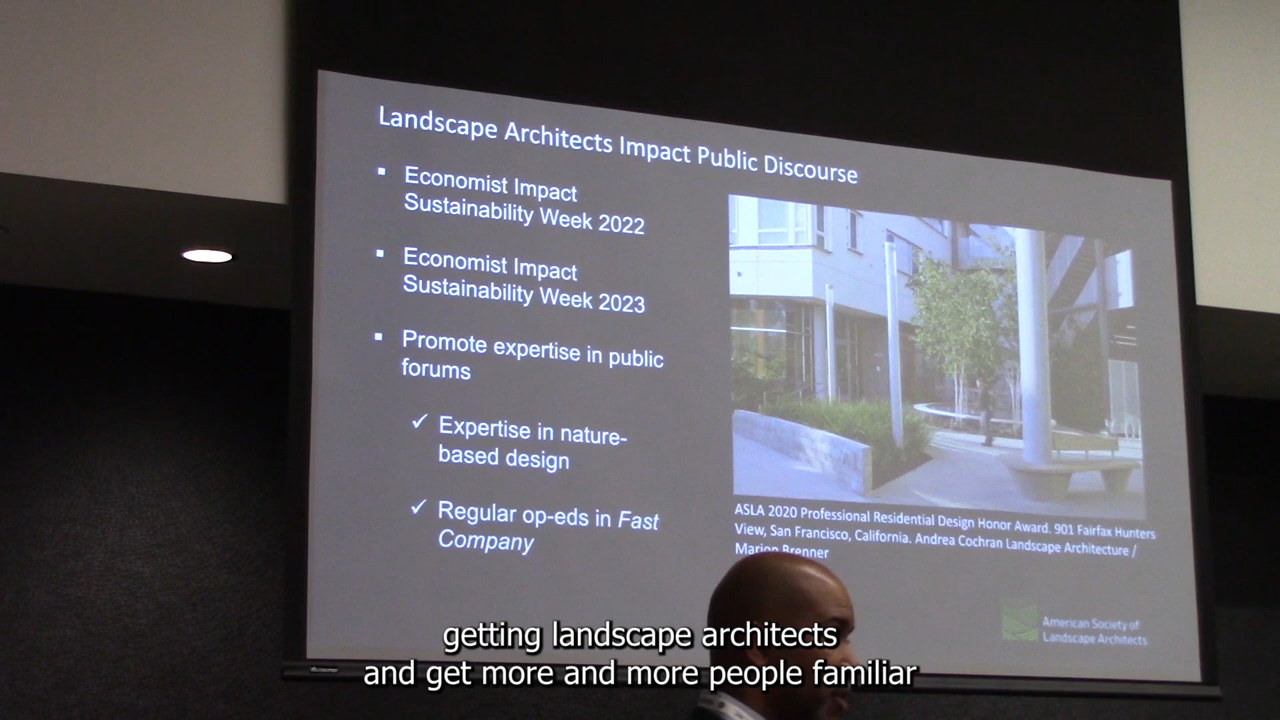 Landscape Architects Impact Public Discourse
▪ Economist Impact
Sustainability Week 2022
▪ Economist Impact
Sustainability Week 2023
▪ Promote expertise in public
forums
✓ Expertise in nature-
based design
✓ Regular op-eds in Fast
Company
ASLA 2020 Professional Residential Design Honor Award. 901 Fairfax Hunters
View, San Francisco, California. Andrea Cochran Landscape Architecture /
Marion Brenner
American Society of
Landscape Architects
getting landscape architects
and get more and more people familiar